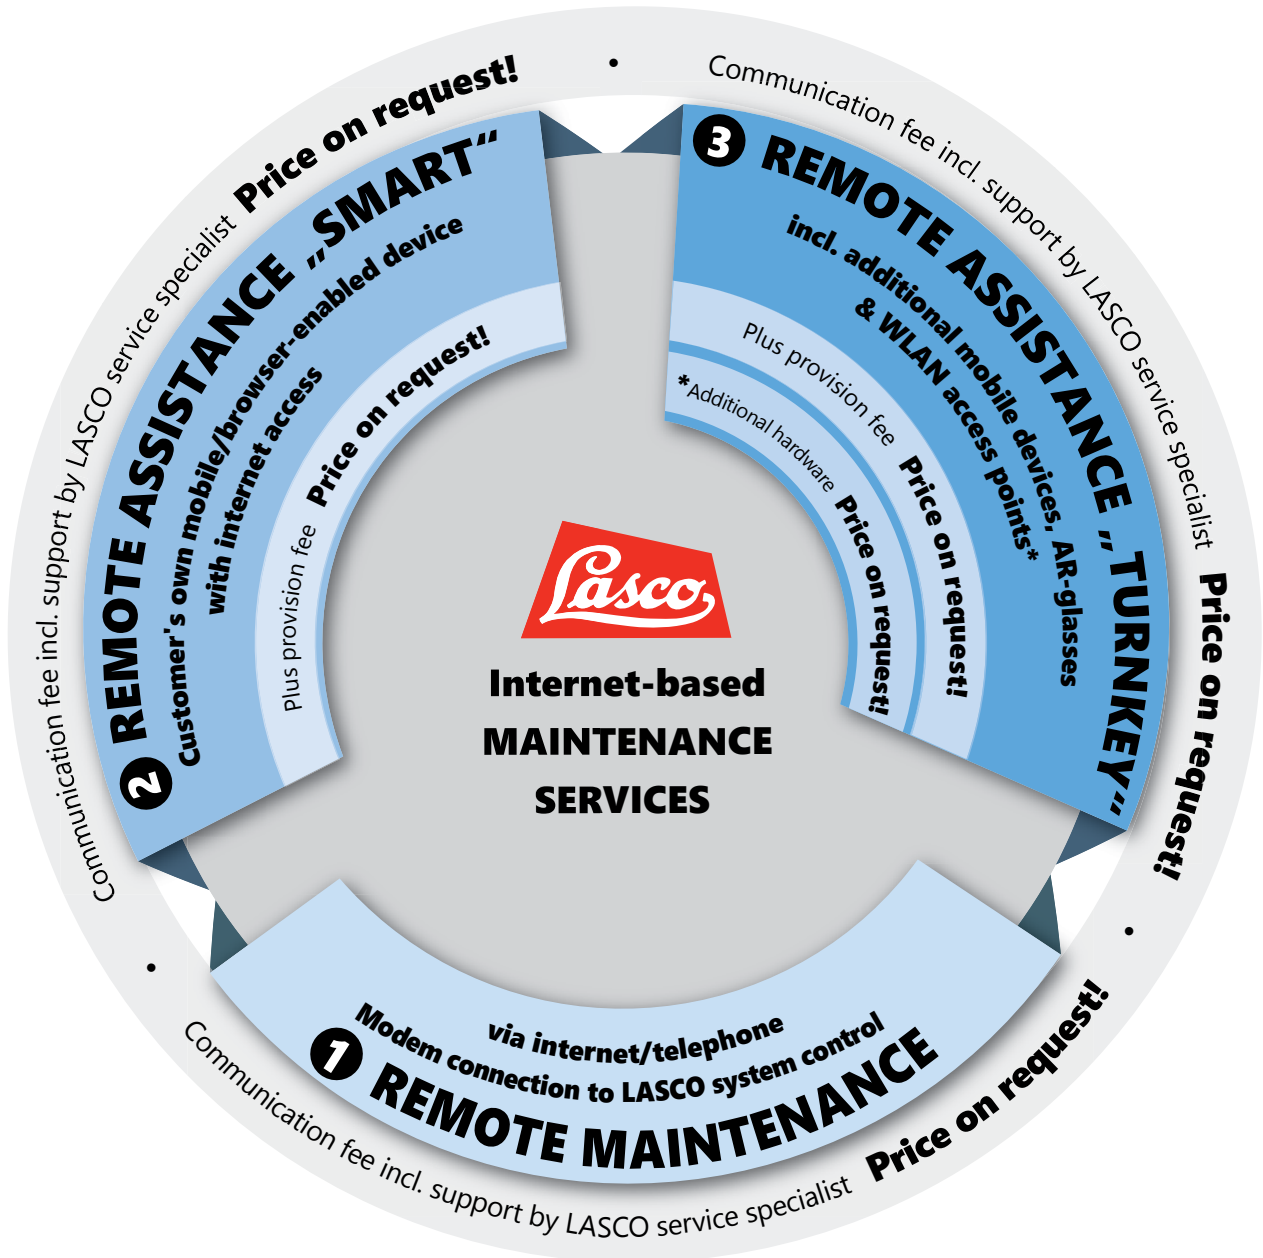 Lasco
Internet-based
MAINTENANCE
SERVICES
1 REMOTE MAINTENANCE
Modem connection to LASCO system control
via internet/telephone
Communication fee incl. support by LASCO service specialist Price on request!
•
2 REMOTE ASSISTANCE „SMART“
Customer's own mobile/browser-enabled device
with internet access
Plus provision fee Price on request!
Communication fee incl. support by LASCO service specialist Price on request!
•
3 REMOTE ASSISTANCE „TURNKEY“
incl. additional mobile devices, AR-glasses
& WLAN access points*
Plus provision fee Price on request!
*Additional hardware Price on request!
Communication fee incl. support by LASCO service specialist Price on request!
•